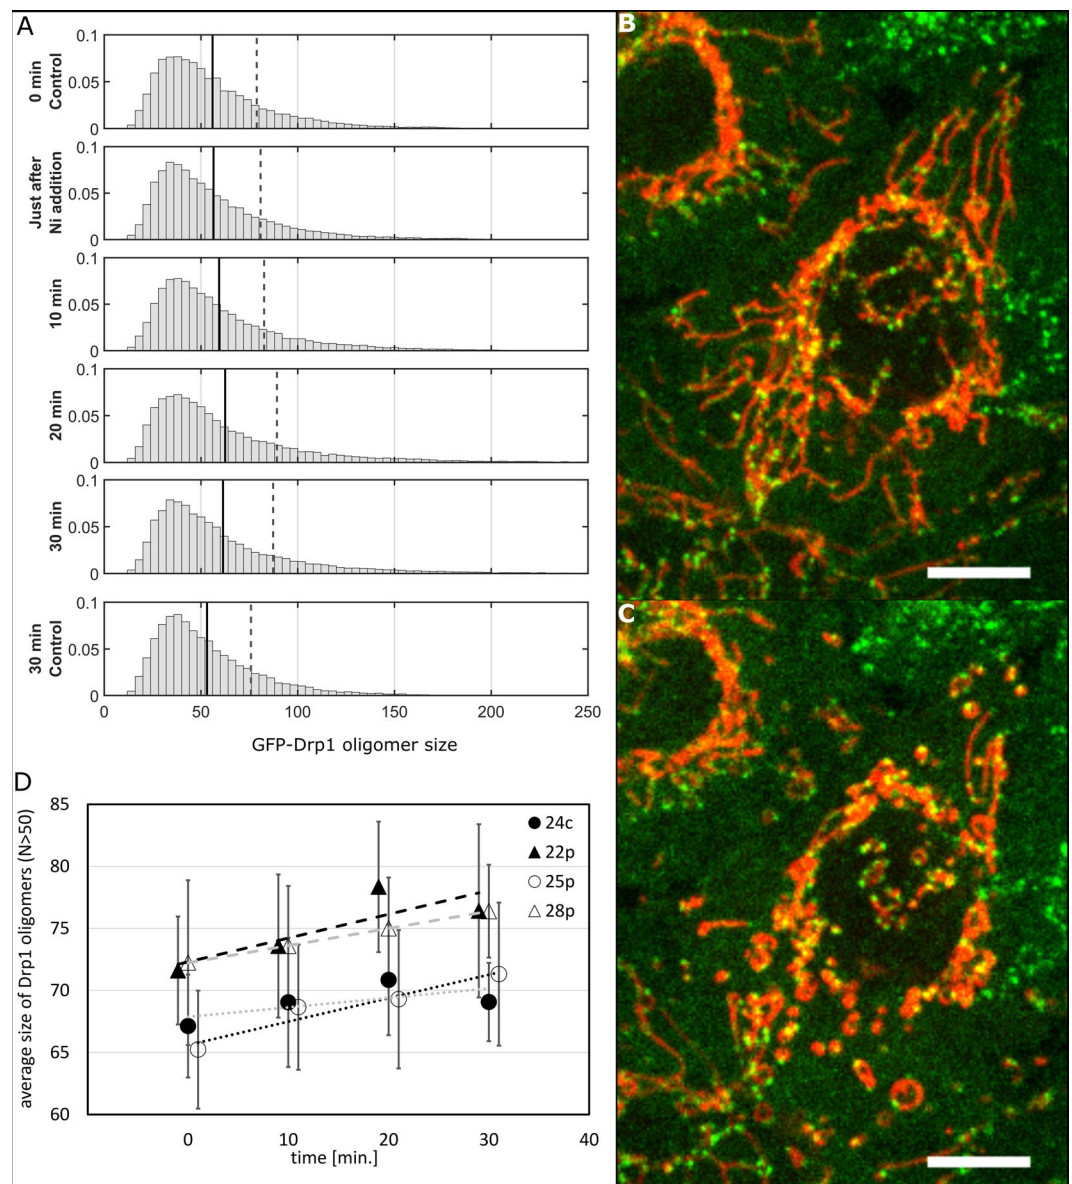 A
0 min
Control
0.1
0.05
0
Just after
Ni addition
0.1
0.05
0
10 min
0.1
0.05
0
20 min
0.1
0.05
0
30 min
0.1
0.05
0
30 min
Control
0.1
0.05
0
0 50 100 150 200 250
GFP-Drp1 oligomer size
B
C
D
average size of Drp1 oligomers (N>50)
85
80
75
70
65
60
24c
22p
25p
28p
0 10 20 30 40
time [min.]